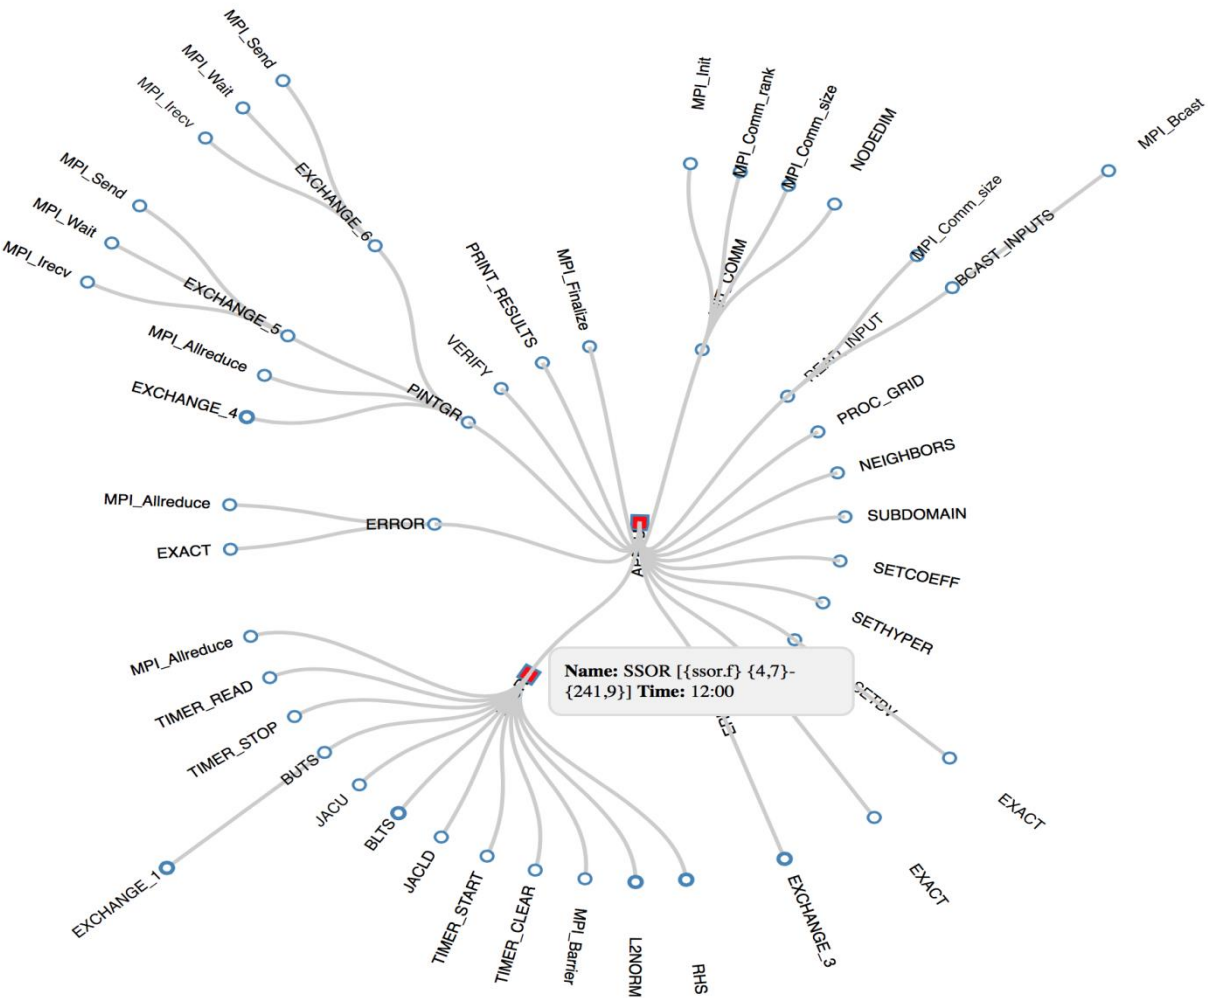 MPI_Send
MPI_Wait
MPI_Irecv
EXCHANGE_6
MPI_Send
MPI_Wait
MPI_Irecv
EXCHANGE_5
MPI_Allreduce
EXCHANGE_4
PINTGR
VERIFY
PRINT_RESULTS
MPI_Finalize
MPI_Init
MPI_Comm_rank
MPI_Comm_size
NODEDIM
MPI_Comm_size
BCAST_INPUTS
MPI_Bcast
READ_INPUT
PROC_GRID
NEIGHBORS
SUBDOMAIN
SETCOEFF
SETHYPER
SETBV
EXACT
EXACT
EXCHANGE_3
MPI_Allreduce
EXACT
ERROR
Name: SSOR [{ssor.f} {4,7}-
{241,9}] Time: 12:00
MPI_Allreduce
TIMER_READ
TIMER_STOP
BUTS
EXCHANGE_1
JACU
BLTS
JACLD
TIMER_START
TIMER_CLEAR
MPI_Barrier
L2NORM
RHS